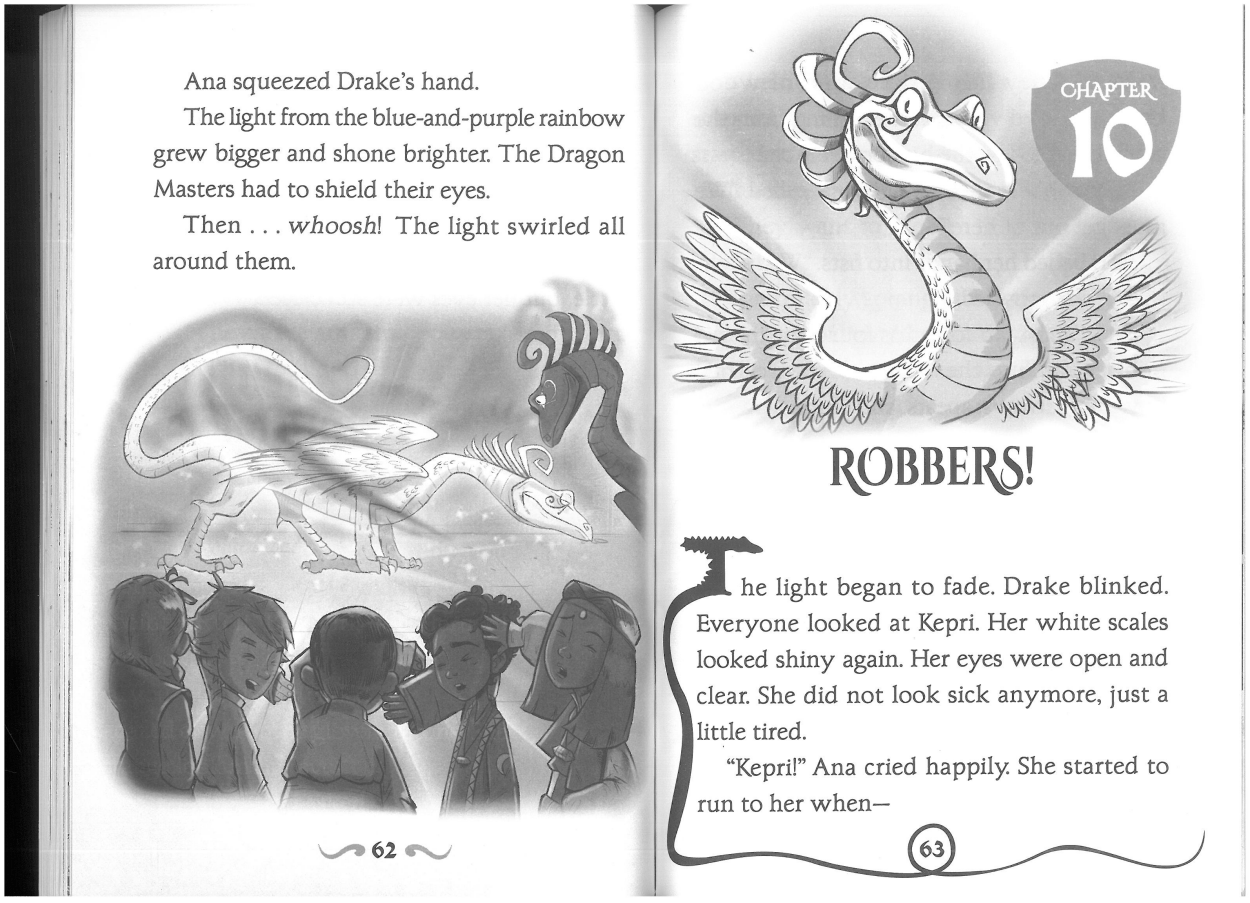 Ana squeezed Drake's hand.
The light from the blue-and-purple rainbow
grew bigger and shone brighter. The Dragon
Masters had to shield their eyes.
Then . . . whoosh! The light swirled all
around them.
62
CHAPTER
10
ROBBERS!
The light began to fade. Drake blinked.
Everyone looked at Kepri. Her white scales
looked shiny again. Her eyes were open and
clear. She did not look sick anymore, just a
little tired.
“Kepri!” Ana cried happily. She started to
run to her when—
63